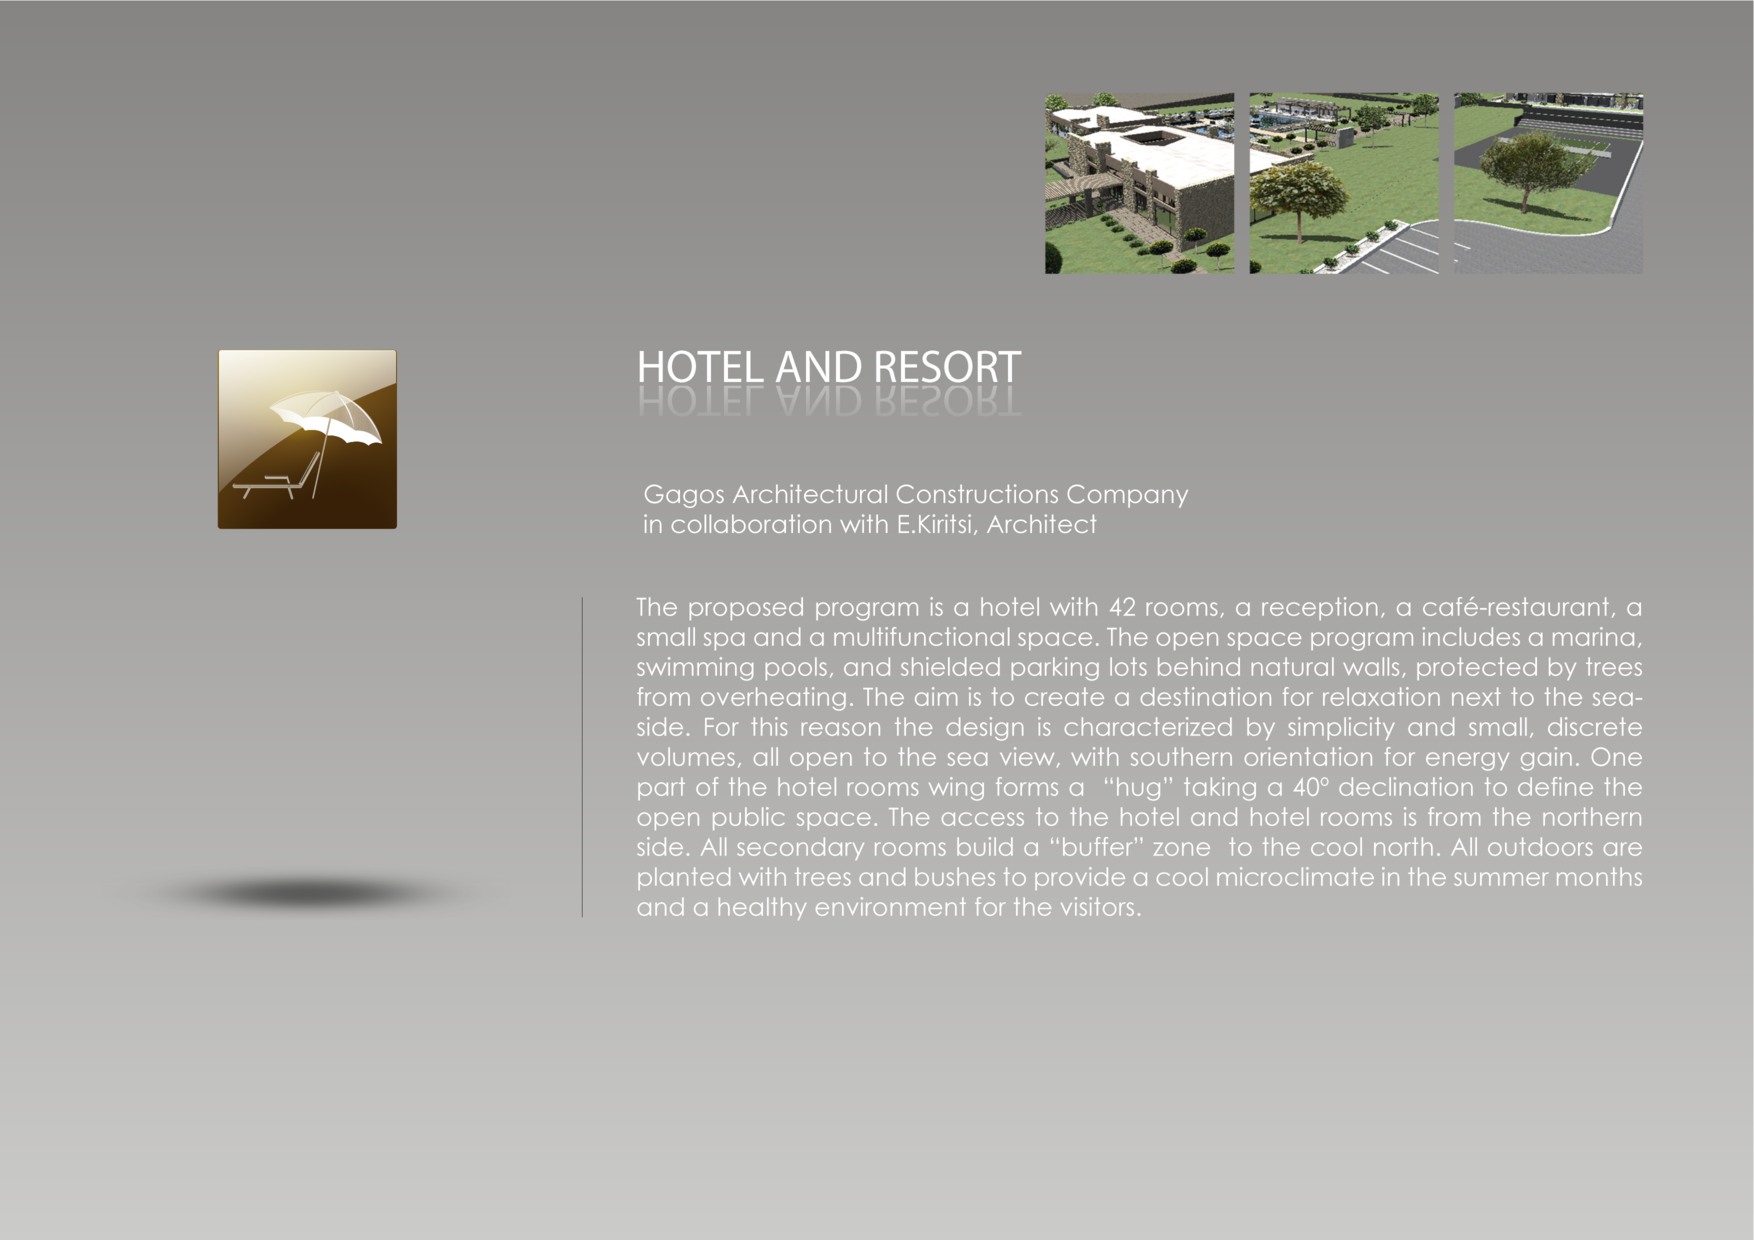 HOTEL AND RESORT
Gagos Architectural Constructions Company
in collaboration with E.Kiritsi, Architect
The proposed program is a hotel with 42 rooms, a reception, a café-restaurant, a
small spa and a multifunctional space. The open space program includes a marina,
swimming pools, and shielded parking lots behind natural walls, protected by trees
from overheating. The aim is to create a destination for relaxation next to the sea-
side. For this reason the design is characterized by simplicity and small, discrete
volumes, all open to the sea view, with southern orientation for energy gain. One
part of the hotel rooms wing forms a  “hug” taking a 40º declination to define the
open public space. The access to the hotel and hotel rooms is from the northern
side. All secondary rooms build a “buffer” zone  to the cool north. All outdoors are
planted with trees and bushes to provide a cool microclimate in the summer months
and a healthy environment for the visitors.